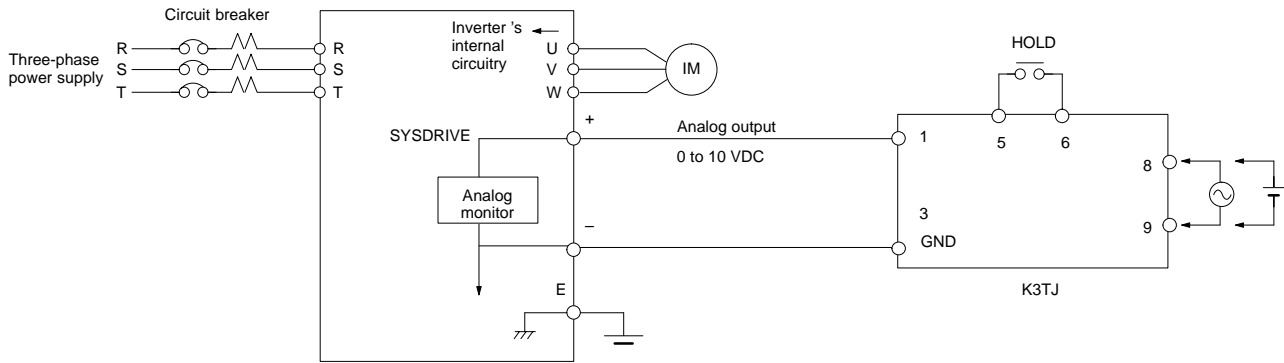 Circuit breaker
Three-phase
power supply
R
S
T
R
S
T
Inverter 's
internal
circuitry
U
V
W
IM
SYSDRIVE
Analog
monitor
+
–
E
Analog output
0 to 10 VDC
HOLD
5
6
1
3
GND
8
9
K3TJ